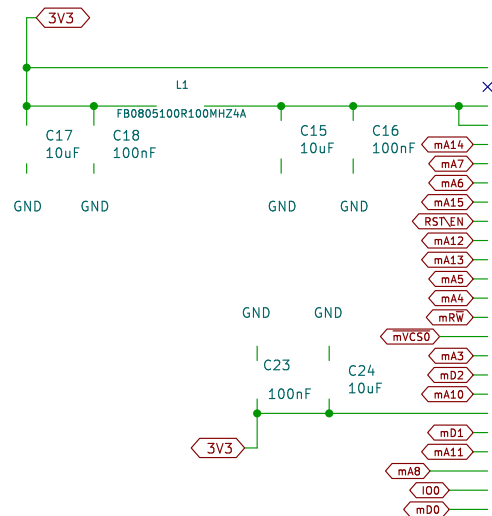 3V3
L1
FB0805100R100MHZ4A
C17
10uF
C18
100nF
C15
10uF
C16
100nF
GND
GND
GND
GND
mA14
mA7
mA6
mA15
RST\EN
mA12
mA13
mA5
mA4
mRW̅
m̅V̅C̅S̅0̅
mA3
mD2
mA10
GND
GND
C23
100nF
C24
10uF
3V3
mD1
mA11
mA8
IO0
mD0